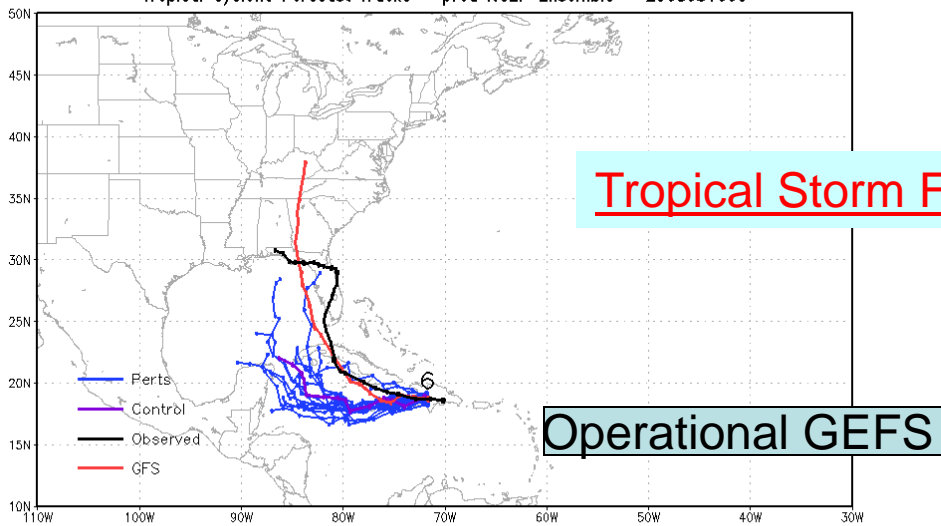 50N
45N
40N
35N
Tropical Storm F
30N
25N
20N
6
Perts
Control
Operational GEFS
15N
Observed
GFS
10N
110W 100W 90W 80W 70W 60W 50W 40W 30W